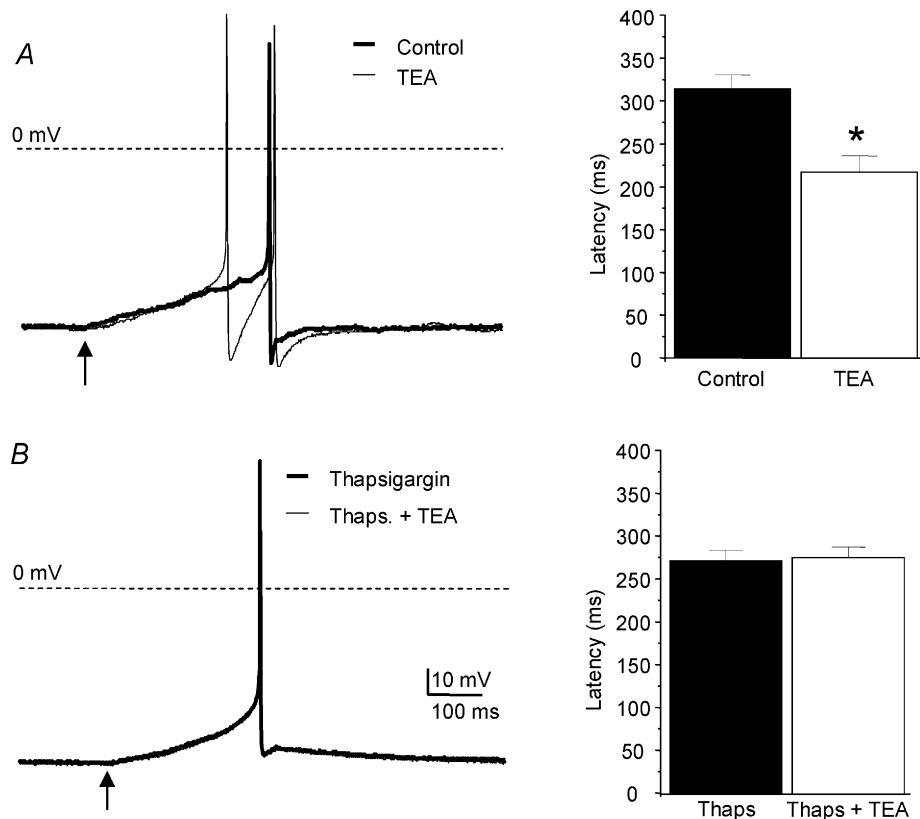 A
Control
TEA
0 mV
400
350
300
250
200
150
100
50
0
Latency (ms)
*
Control
TEA
B
Thapsigargin
Thaps. + TEA
0 mV
10 mV
100 ms
400
350
300
250
200
150
100
50
0
Latency (ms)
Thaps
Thaps + TEA